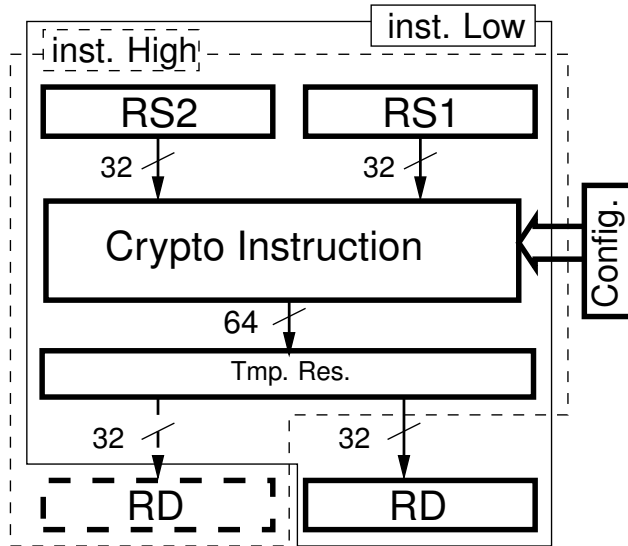 inst. Low
inst. High
RS2
RS1
32
32
Crypto Instruction
Config.
64
Tmp. Res.
32
32
RD
RD